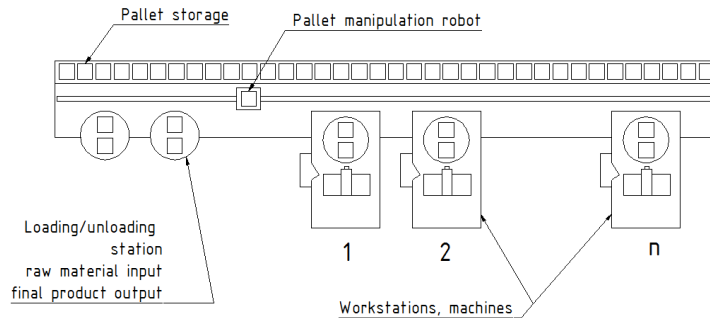 Pallet storage
Pallet manipulation robot
Loading/unloading
station
raw material input
final product output
1
2
n
Workstations, machines